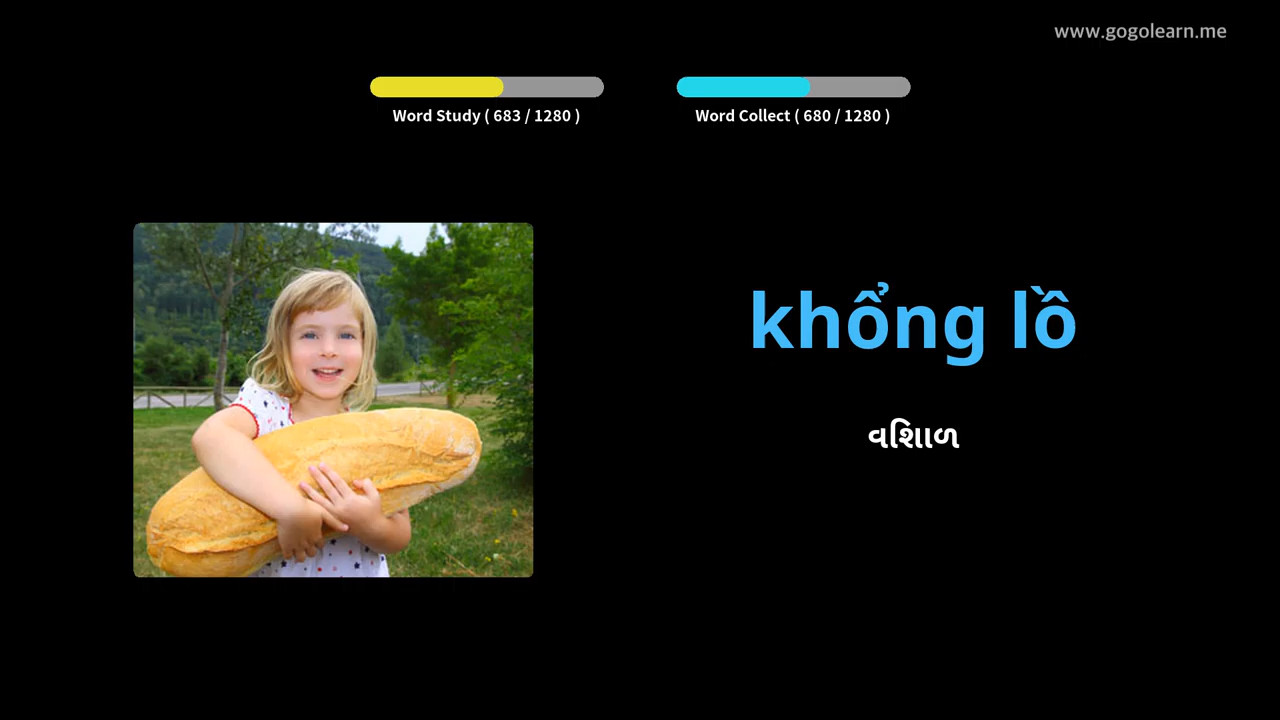 www.gogolearn.me
Word Study ( 683 / 1280 )
Word Collect ( 680 / 1280 )
khổng lồ
વિશાળ